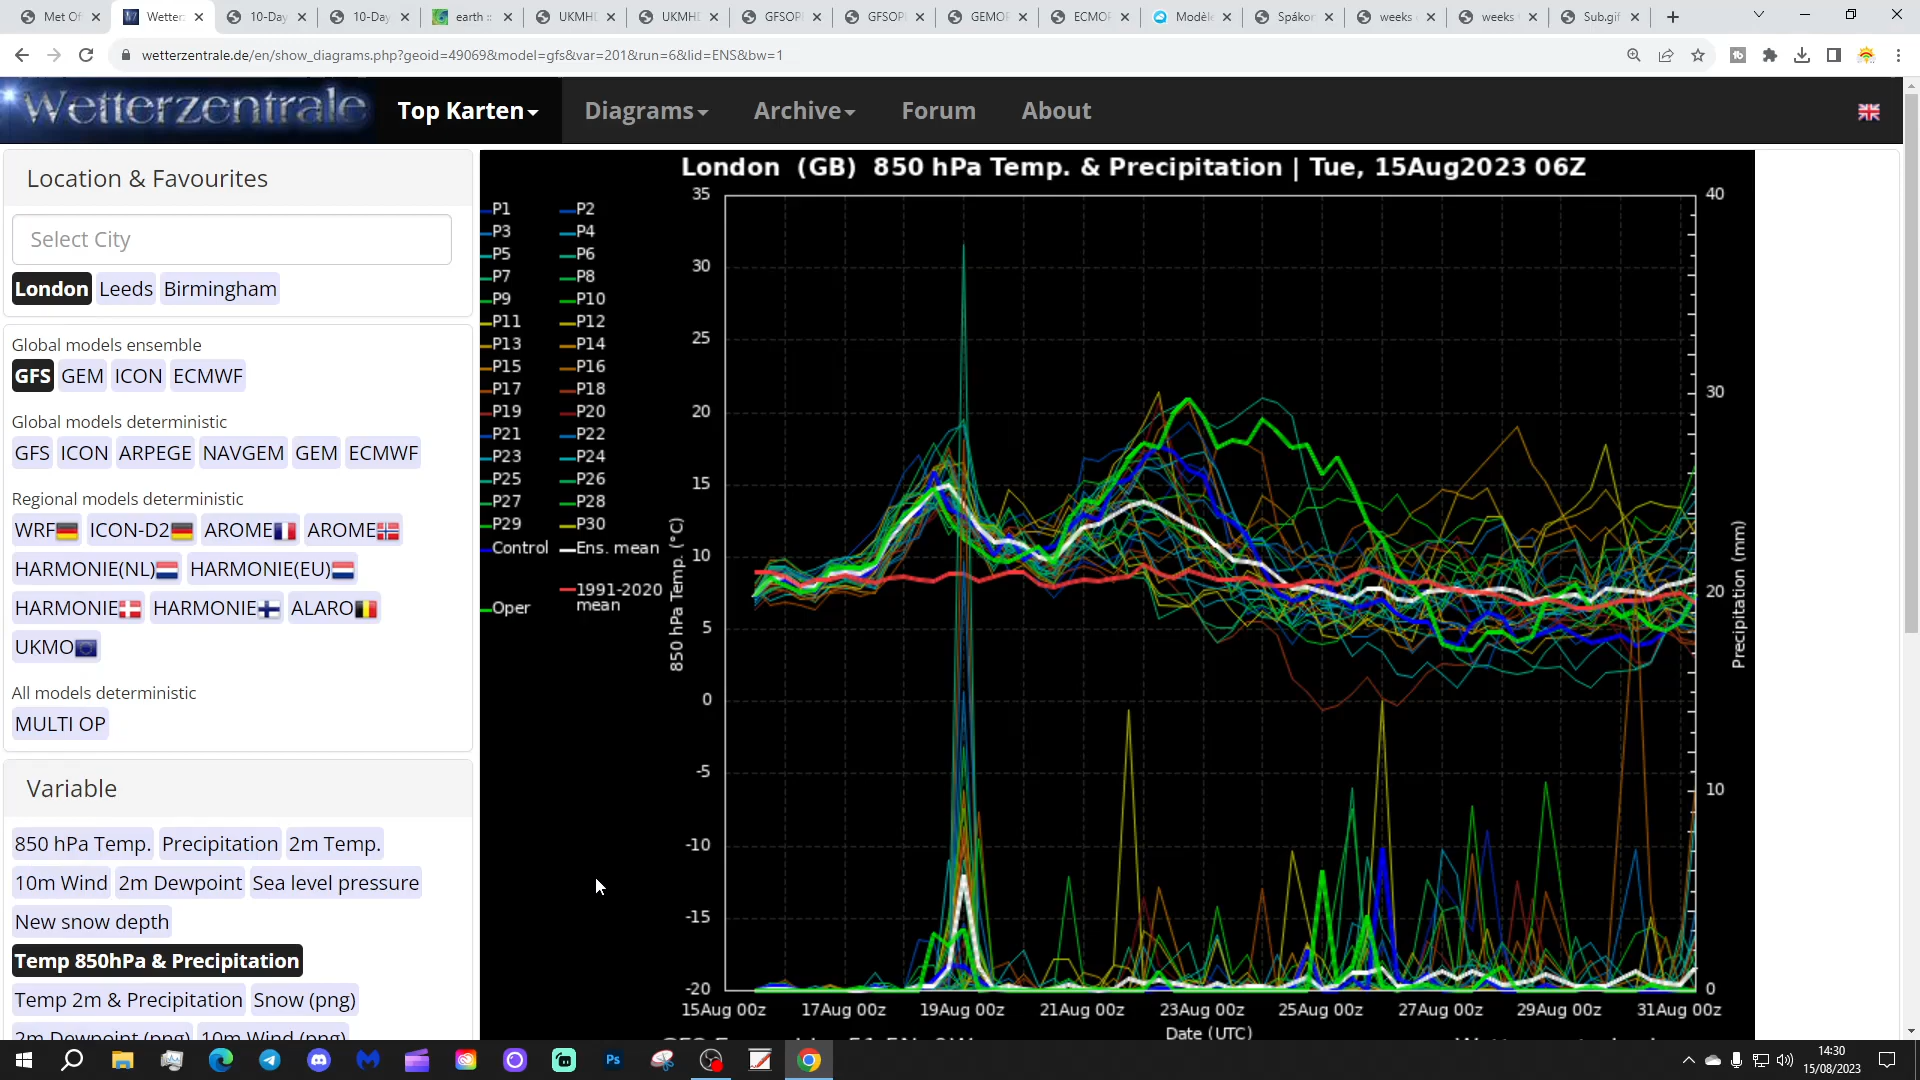 Met Of
Wetter:
10-Day
10-Day
earth ::
UKMHD
UKMHD
GFSOP
GFSOP
GEMOP
ECMOP
Modèle
Spákor
weeks
weeks
Sub.gif
wetterzentrale.de/en/show_diagrams.php?geoid=49069&model=gfs&var=201&run=6&lid=ENS&bw=1
Wetterzentrale
Top Karten
Diagrams
Archive
Forum
About
Location & Favourites
Select City
London Leeds Birmingham
Global models ensemble
GFS GEM ICON ECMWF
Global models deterministic
GFS ICON ARPEGE NAVGEM GEM ECMWF
Regional models deterministic
WRF ICON-D2 AROME AROME
HARMONIE(NL) HARMONIE(EU)
HARMONIE HARMONIE ALARO
UKMO
All models deterministic
MULTI OP
Variable
850 hPa Temp. Precipitation 2m Temp.
10m Wind 2m Dewpoint Sea level pressure
New snow depth
Temp 850hPa & Precipitation
Temp 2m & Precipitation Snow (png)
2m Dewpoint (png) 10m Wind (png)
London (GB) 850 hPa Temp. & Precipitation | Tue, 15Aug2023 06Z
P1 P2
P3 P4
P5 P6
P7 P8
P9 P10
P11 P12
P13 P14
P15 P16
P17 P18
P19 P20
P21 P22
P23 P24
P25 P26
P27 P28
P29 P30
Control Ens. mean
1991-2020
mean
Oper
850 hPa Temp. (°C)
35
30
25
20
15
10
5
0
-5
-10
-15
-20
40
30
20
10
0
Precipitation (mm)
15Aug 00z 17Aug 00z 19Aug 00z 21Aug 00z 23Aug 00z 25Aug 00z 27Aug 00z 29Aug 00z 31Aug 00z
Date (UTC)
Ps
14:30
15/08/2023